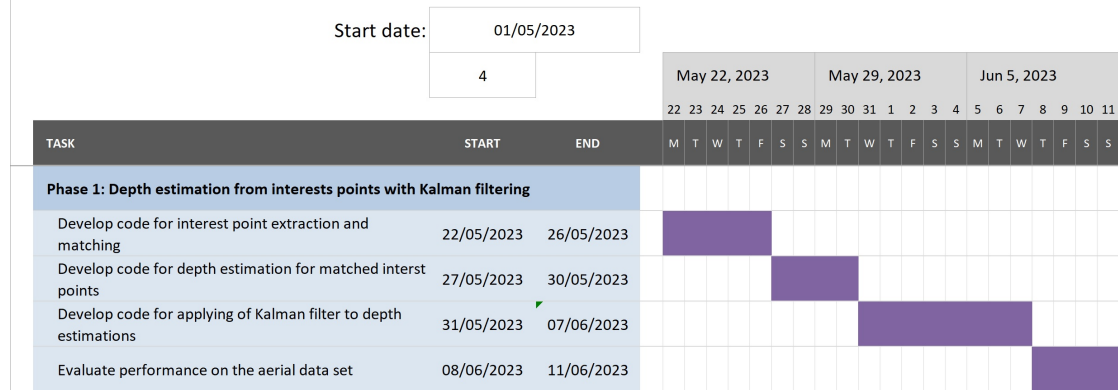 Start date: 01/05/2023
4
May 22, 2023 May 29, 2023 Jun 5, 2023
22 23 24 25 26 27 28 29 30 31 1 2 3 4 5 6 7 8 9 10 11
TASK START END M T W T F S S M T W T F S S M T W T F S S
Phase 1: Depth estimation from interests points with Kalman filtering
Develop code for interest point extraction and
matching
22/05/2023 26/05/2023
Develop code for depth estimation for matched interst
points
27/05/2023 30/05/2023
Develop code for applying of Kalman filter to depth
estimations
31/05/2023 07/06/2023
Evaluate performance on the aerial data set 08/06/2023 11/06/2023